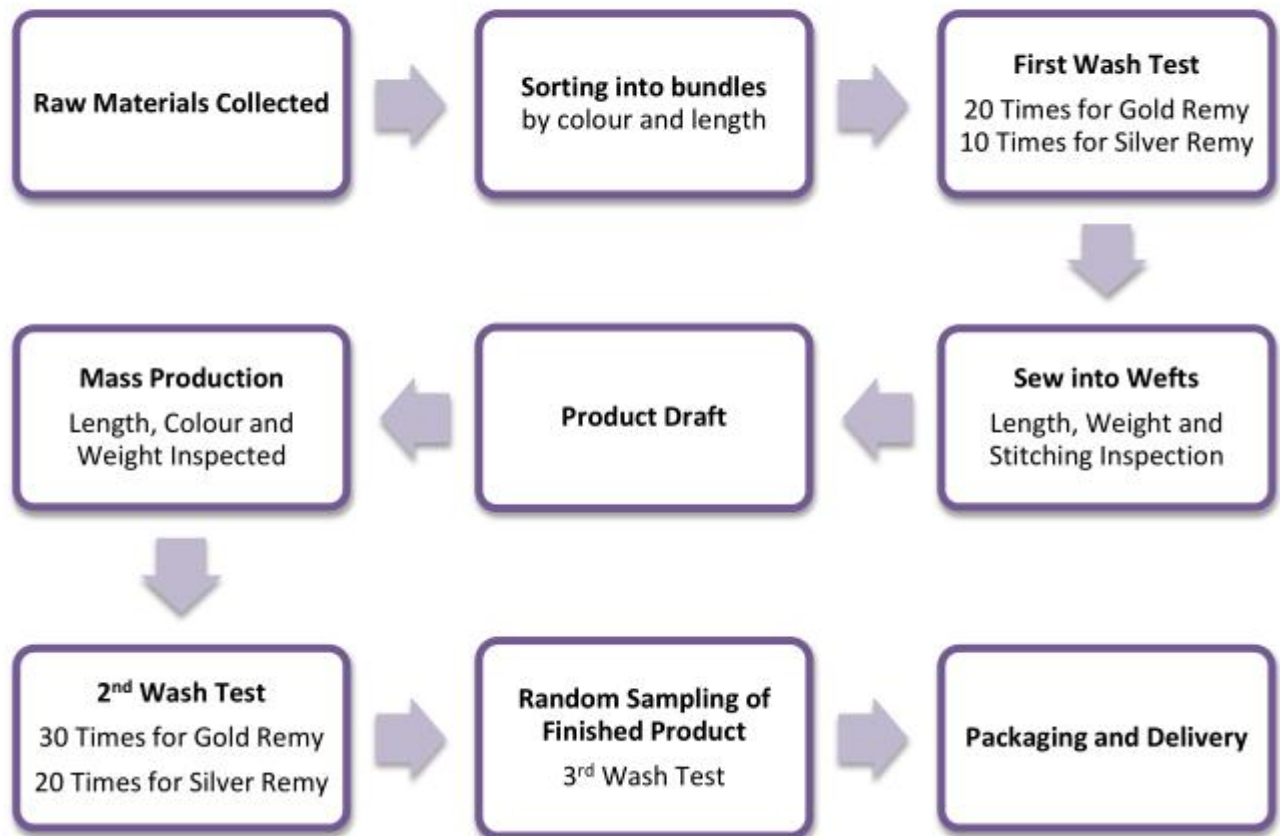 Raw Materials Collected
Sorting into bundles
by colour and length
First Wash Test
20 Times for Gold Remy
10 Times for Silver Remy
Sew into Wefts
Length, Weight and
Stitching Inspection
Product Draft
Mass Production
Length, Colour and
Weight Inspected
2nd Wash Test
30 Times for Gold Remy
20 Times for Silver Remy
Random Sampling of
Finished Product
3rd Wash Test
Packaging and Delivery